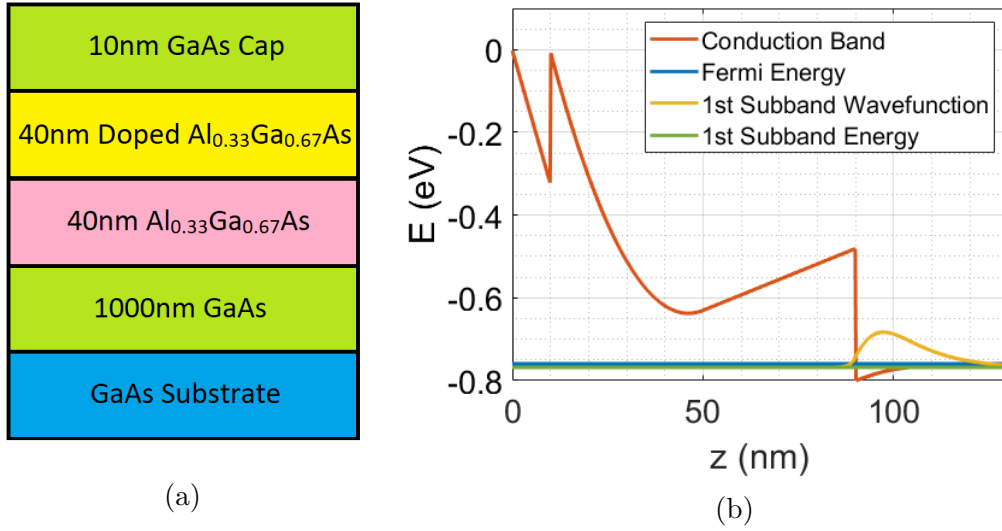 10nm GaAs Cap
40nm Doped Al₀.₃₃Ga₀.₆₇As
40nm Al₀.₃₃Ga₀.₆₇As
1000nm GaAs
GaAs Substrate
(a)
E (eV)
0
-0.2
-0.4
-0.6
-0.8
Conduction Band
Fermi Energy
1st Subband Wavefunction
1st Subband Energy
0
50
100
z (nm)
(b)